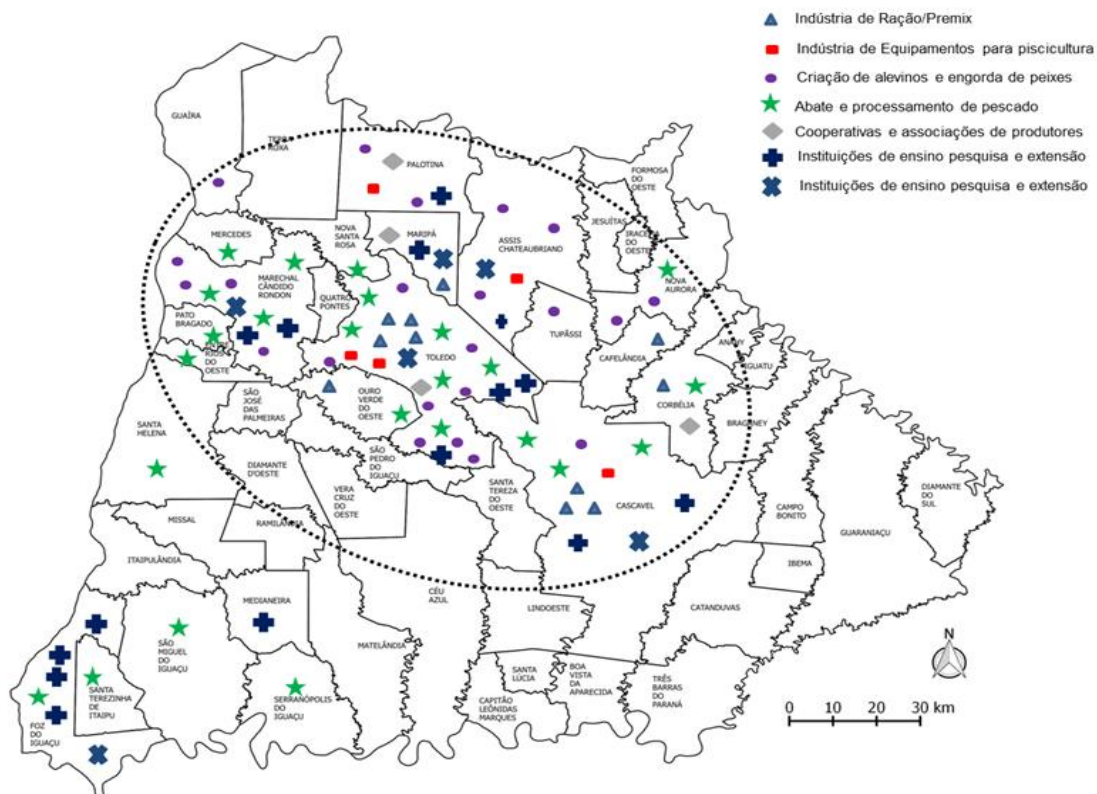 Indústria de Ração/Premix
Indústria de Equipamentos para piscicultura
Criação de alevinos e engorda de peixes
Abate e processamento de pescado
Cooperativas e associações de produtores
Instituições de ensino pesquisa e extensão
Instituições de ensino pesquisa e extensão
GUAÍRA
TERRA
ROXA
PALOTINA
FORMOSA
DO
OESTE
JESUÍTAS
IRACEMA
DO
OESTE
MERCEDES
NOVA
SANTA
ROSA
MARIPÁ
ASSIS
CHATEAUBRIAND
NOVA
AURORA
MARECHAL
CÂNDIDO
RONDON
QUATRO
PONTES
PATO
BRAGADO
TUPÃSSI
CAFELÂNDIA
ANAHY
IGUATU
RIOS
DO OESTE
TOLEDO
CORBÉLIA
BRAGANEY
SÃO
JOSÉ
DAS
PALMEIRAS
OURO
VERDE
DO
OESTE
SANTA
HELENA
DIAMANTE
D'OESTE
SÃO
PEDRO
DO
IGUAÇU
VERA
CRUZ
DO
OESTE
SANTA
TEREZA
DO
OESTE
CASCAVEL
CAMPO
BONITO
GUARANIAÇU
DIAMANTE
DO
SUL
MISSAL
RAMILÂNDIA
ITAIPULÂNDIA
IBEMA
MEDIANEIRA
CÉU
AZUL
LINDOESTE
CATANDUVAS
SÃO
MIGUEL
DO
IGUAÇU
MATELÂNDIA
SANTA
TEREZINHA
DE
ITAIPU
SERRANÓPOLIS
DO
IGUAÇU
SANTA
LÚCIA
CAPITÃO
LEÔNIDAS
MARQUES
BOA
VISTA
DA
APARECIDA
TRÊS
BARRAS
DO
PARANÁ
FOZ
DO
IGUAÇU
N
0 10 20 30 km